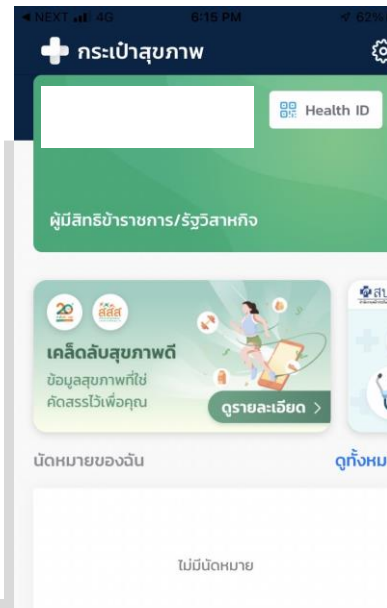 NEXT 4G 6:15 PM 62%
กระเป๋าสุขภาพ
Health ID
ผู้มีสิทธิข้าราชการ/รัฐวิสาหกิจ
20 สสส
เคล็ดลับสุขภาพดี
ข้อมูลสุขภาพที่ใช่
คัดสรรไว้เพื่อคุณ
ดูรายละเอียด >
นัดหมายของฉัน
ดูทั้งหม
ไม่มีนัดหมาย